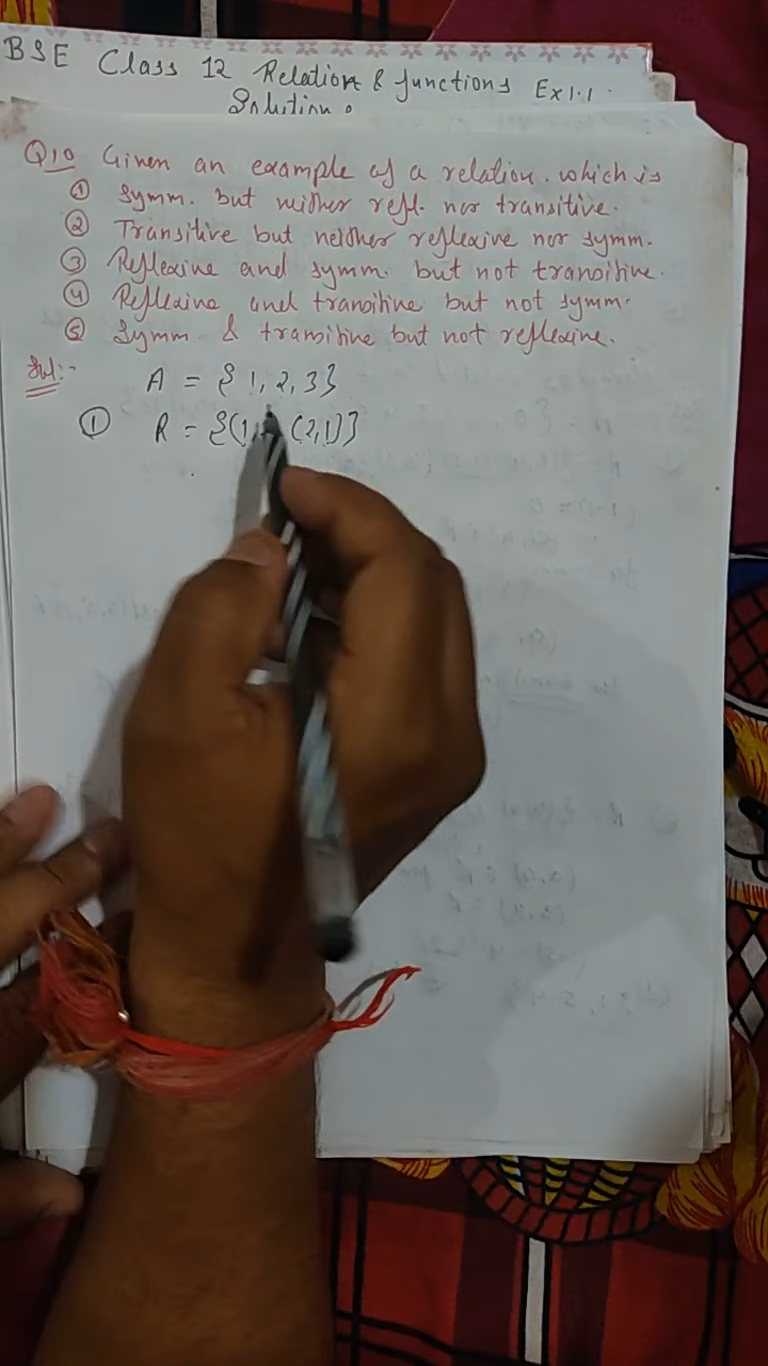 BSE Class 12 Relation & functions Ex1.1.
Solution.
Q10 Given an example of a relation. which is
① Symm. but neither refl. nor transitive.
② Transitive but neither reflexive nor symm.
③ Reflexive and symm. but not transitive.
④ Reflexive and transitive but not symm.
⑤ Symm & transitive but not reflexive.
Sol:-
A = {1, 2, 3}
① R = {(1, (2,1)}